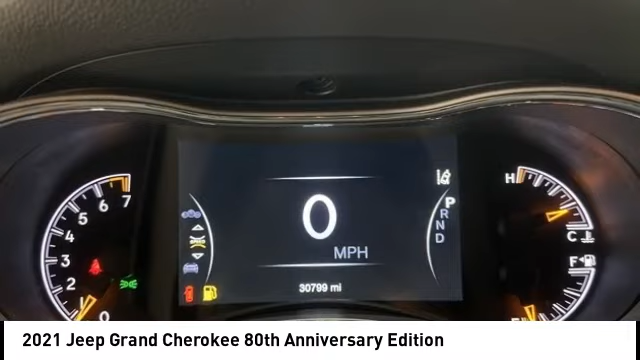 7
6
5
4
3
2
1
0
SPEED
0
MPH
30799 mi
P
R
N
D
H
C
F
E
2021 Jeep Grand Cherokee 80th Anniversary Edition